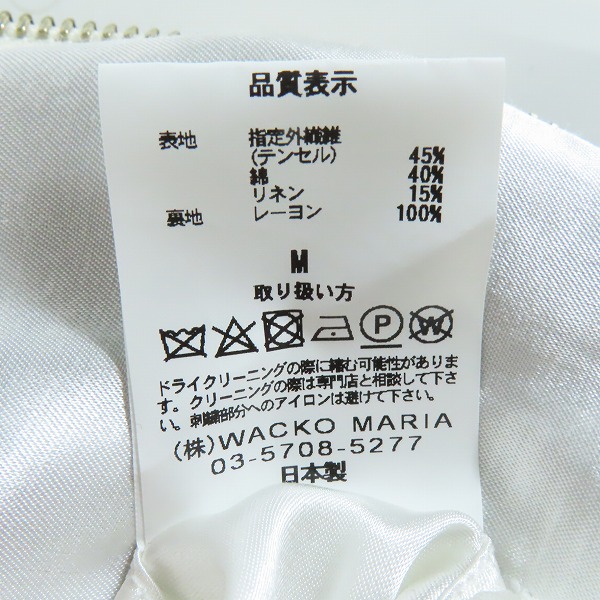 品質表示
表地 指定外繊維
(テンセル) 45%
綿 40%
リネン 15%
裏地 レーヨン 100%
M
取り扱い方
P W
ドライクリーニングの際に縮む可能性がありま
す。クリーニングの際は専門店と相談して下さ
い。刺繍部分へのアイロンは避けて下さい。
(株)WACKO MARIA
03-5708-5277
日本製